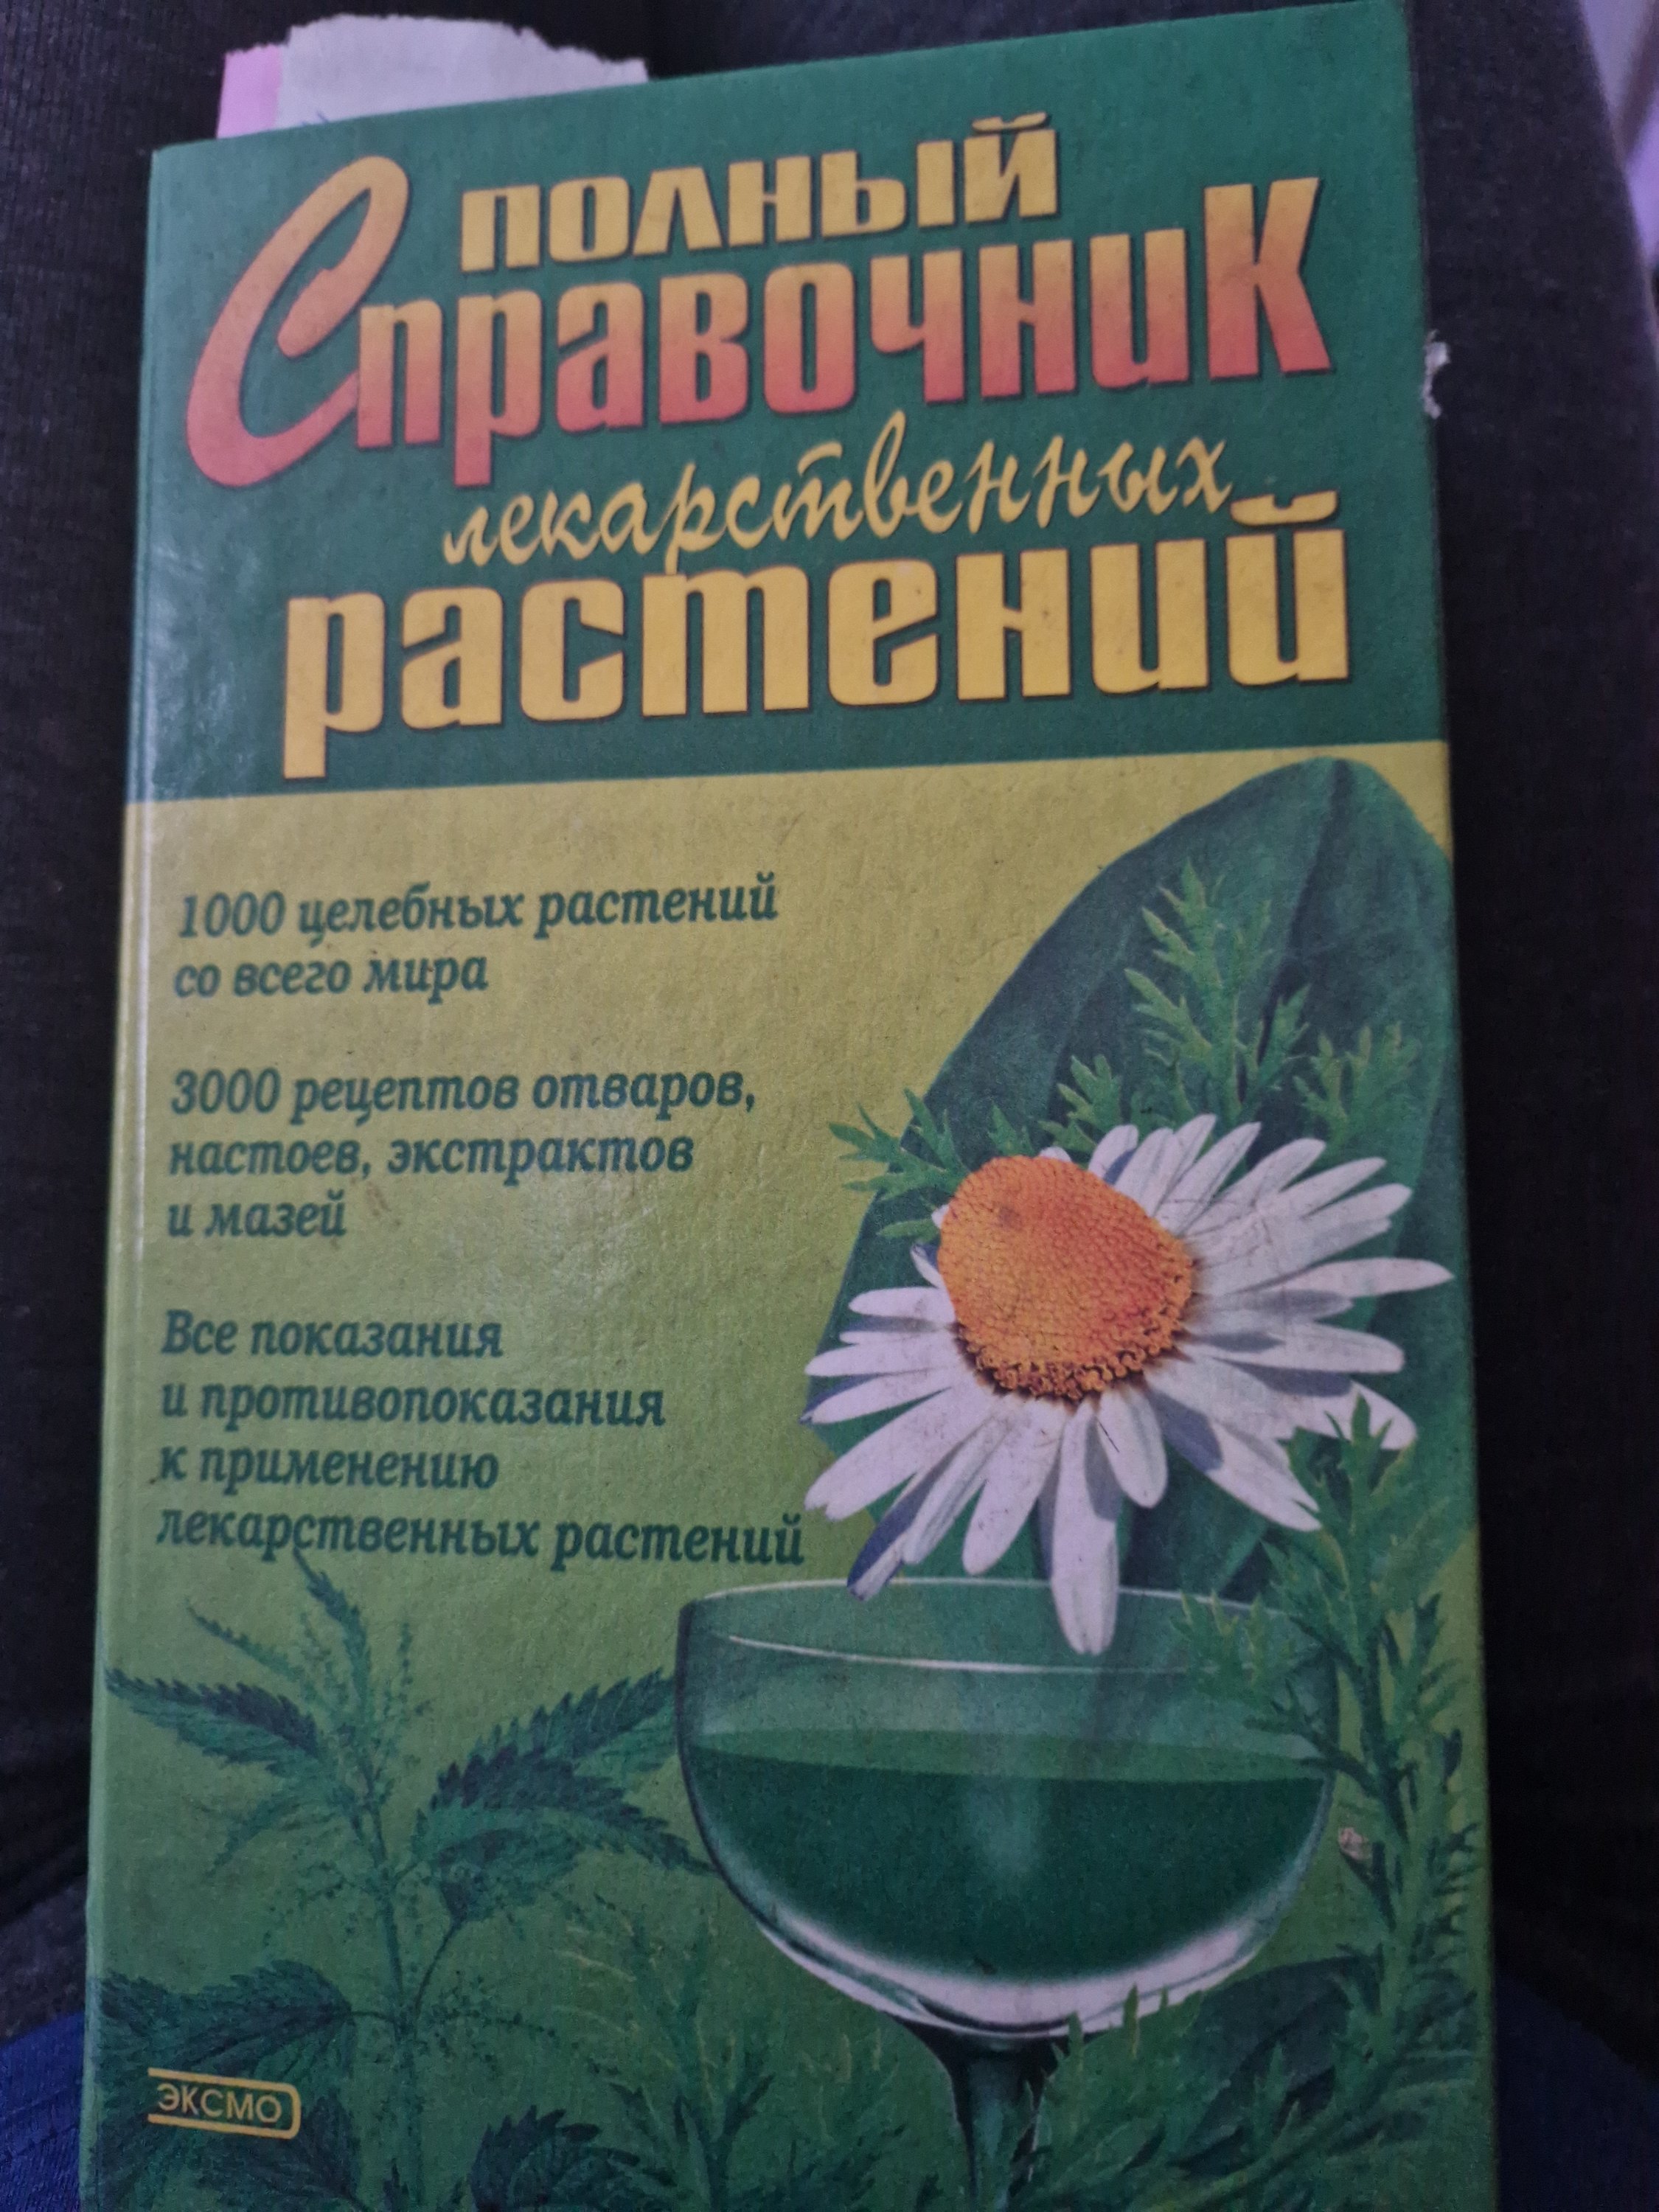 ПОЛНЫЙ
Справочник
лекарственных
растений
1000 целебных растений
со всего мира
3000 рецептов отваров,
настоев, экстрактов
и мазей
Все показания
и противопоказания
к применению
лекарственных растений
ЭКСМО